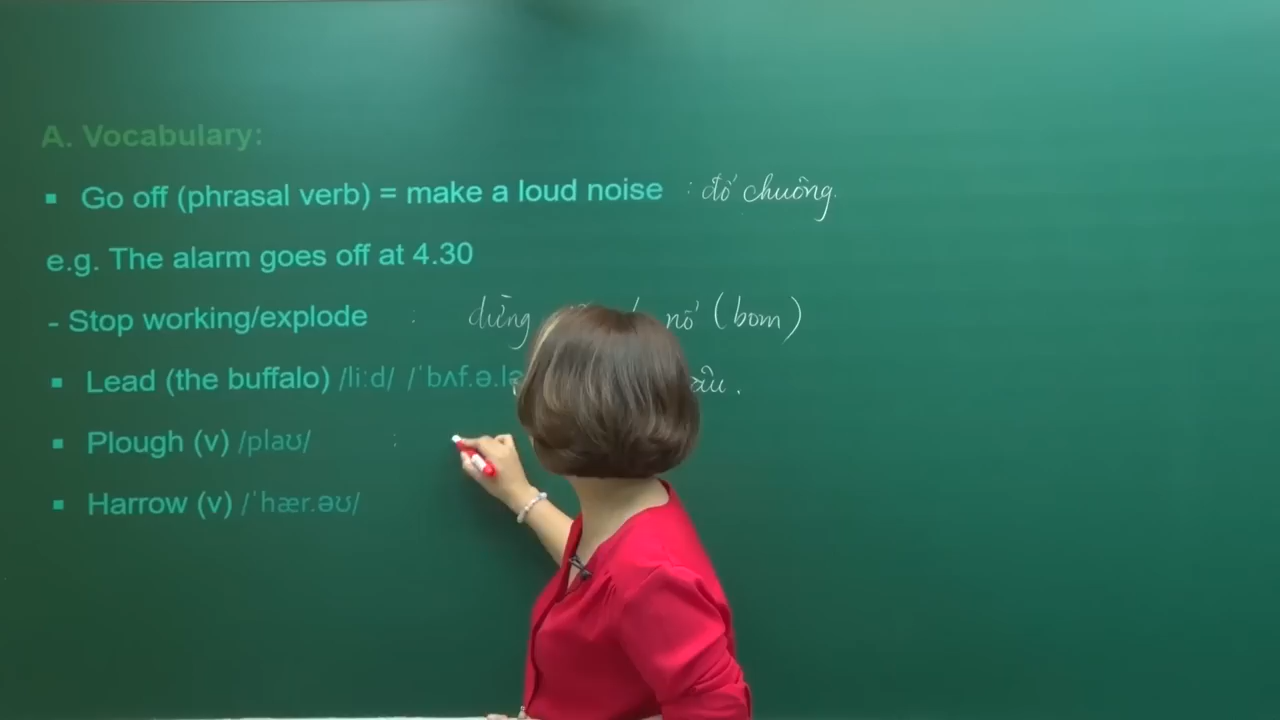 A. Vocabulary:
▪ Go off (phrasal verb) = make a loud noise : đổ chuông.
e.g. The alarm goes off at 4.30
- Stop working/explode : dừng nổ (bom)
▪ Lead (the buffalo) /liːd/ /ˈbʌf.ə.l
▪ Plough (v) /plaʊ/ :
▪ Harrow (v) /ˈhær.əʊ/